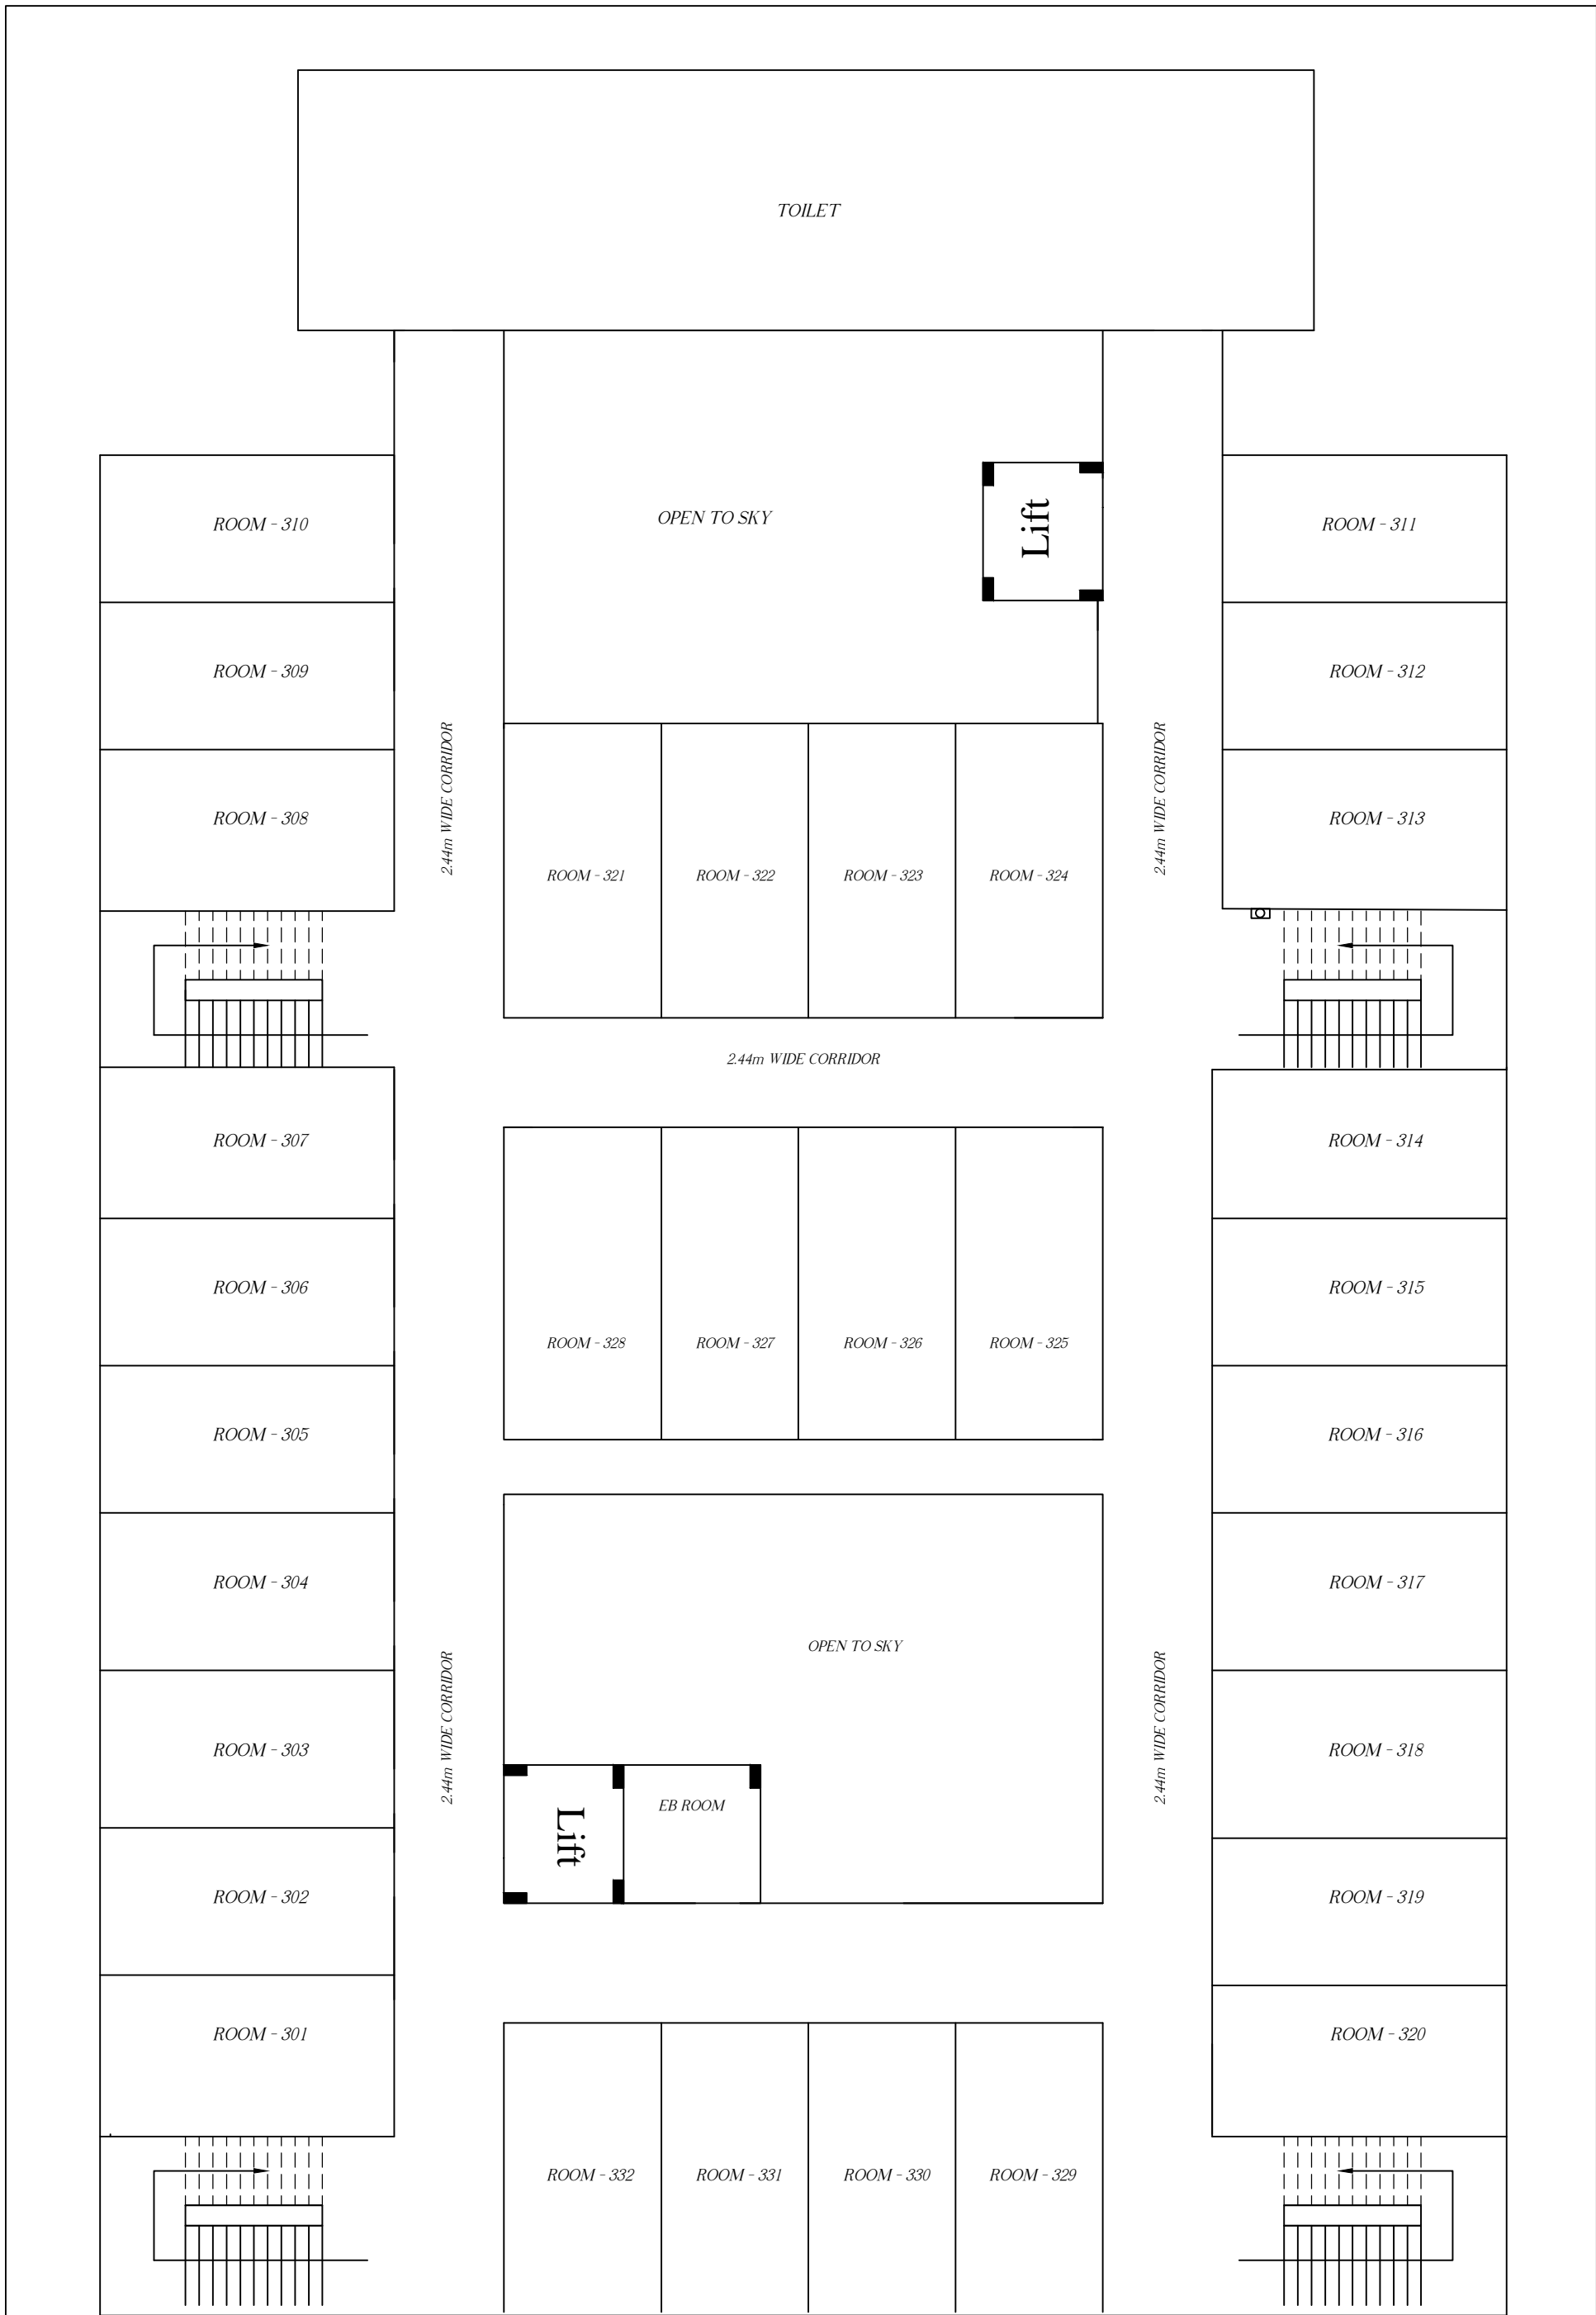 TOILET
OPEN TO SKY
Lift
ROOM - 310
ROOM - 311
ROOM - 309
ROOM - 312
ROOM - 308
ROOM - 313
2.44m WIDE CORRIDOR
2.44m WIDE CORRIDOR
ROOM - 321
ROOM - 322
ROOM - 323
ROOM - 324
2.44m WIDE CORRIDOR
ROOM - 307
ROOM - 314
ROOM - 306
ROOM - 315
ROOM - 328
ROOM - 327
ROOM - 326
ROOM - 325
ROOM - 305
ROOM - 316
ROOM - 304
ROOM - 317
OPEN TO SKY
2.44m WIDE CORRIDOR
2.44m WIDE CORRIDOR
ROOM - 303
ROOM - 318
EB ROOM
Lift
ROOM - 302
ROOM - 319
ROOM - 301
ROOM - 320
ROOM - 332
ROOM - 331
ROOM - 330
ROOM - 329